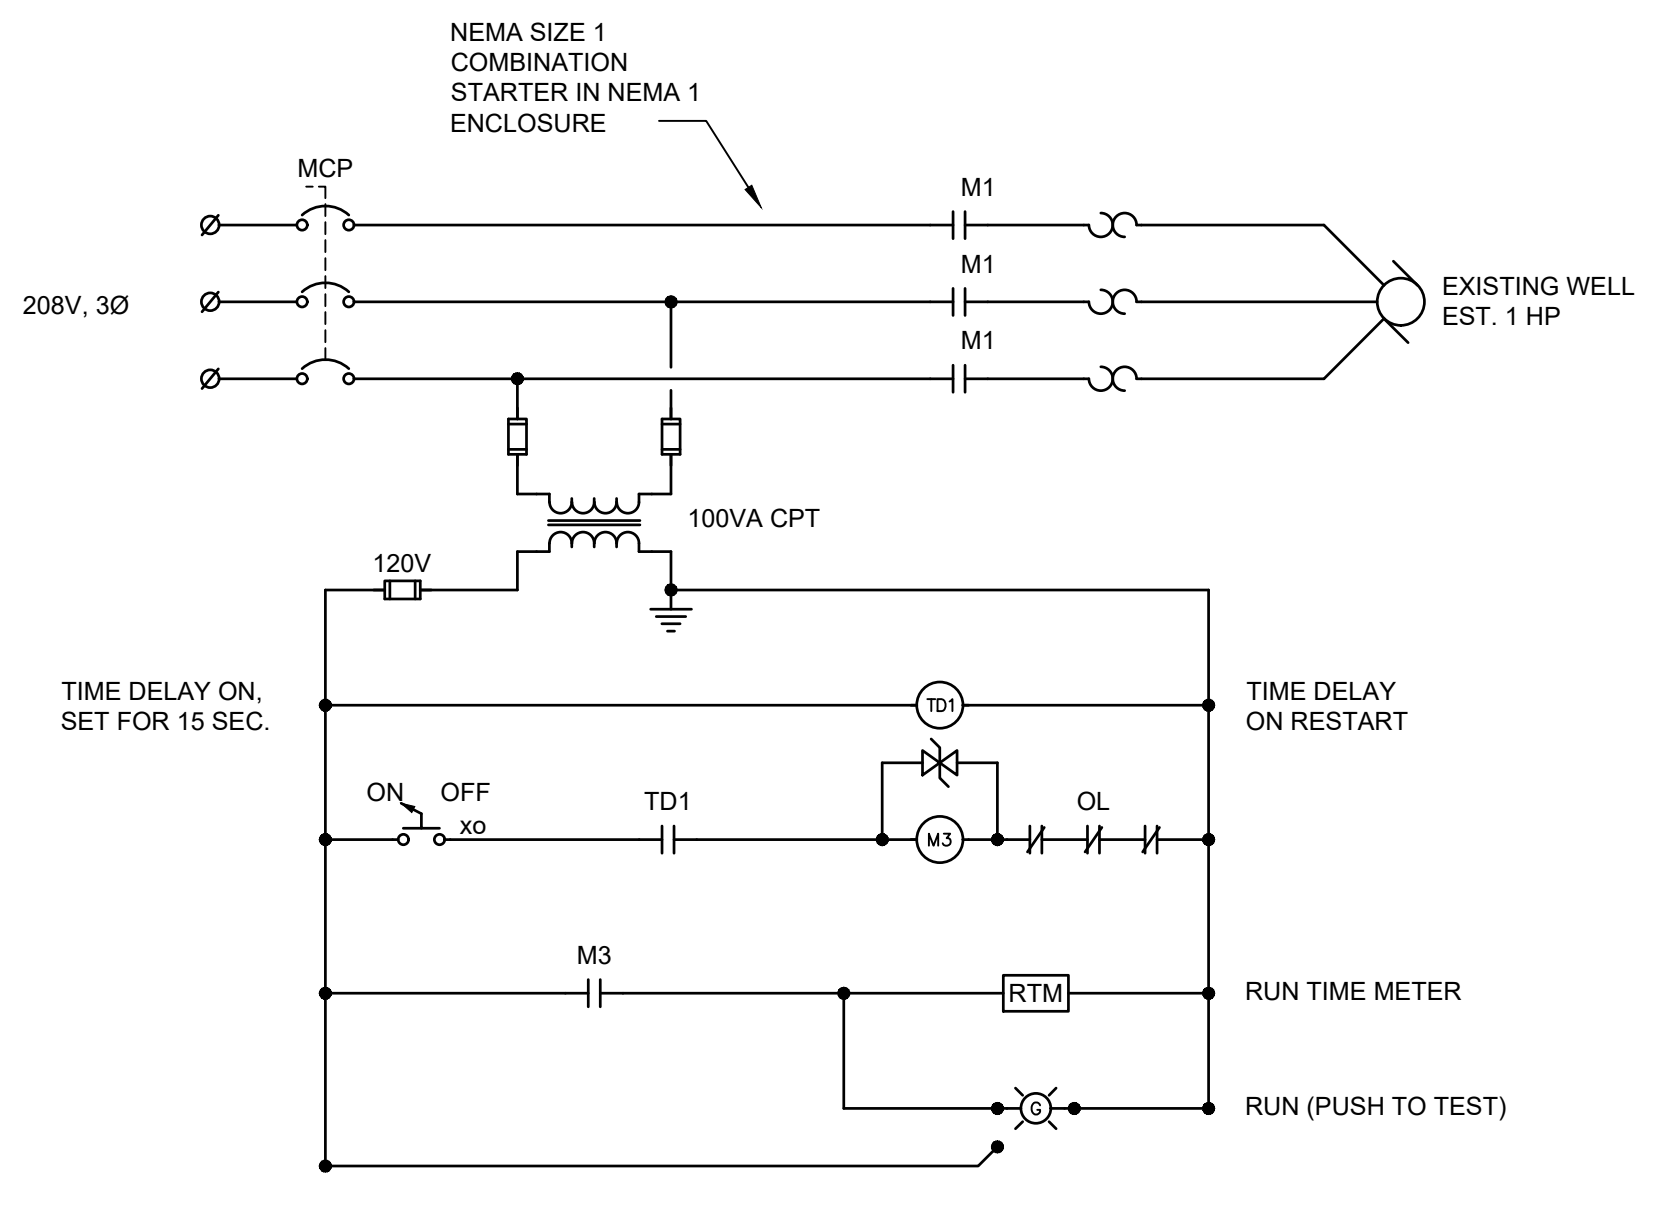 NEMA SIZE 1
COMBINATION
STARTER IN NEMA 1
ENCLOSURE
MCP
M1
M1
208V, 3Ø
EXISTING WELL
EST. 1 HP
M1
100VA CPT
120V
TIME DELAY ON,
SET FOR 15 SEC.
TD1
TIME DELAY
ON RESTART
ON
OFF
xo
TD1
M3
OL
M3
RTM
RUN TIME METER
G
RUN (PUSH TO TEST)